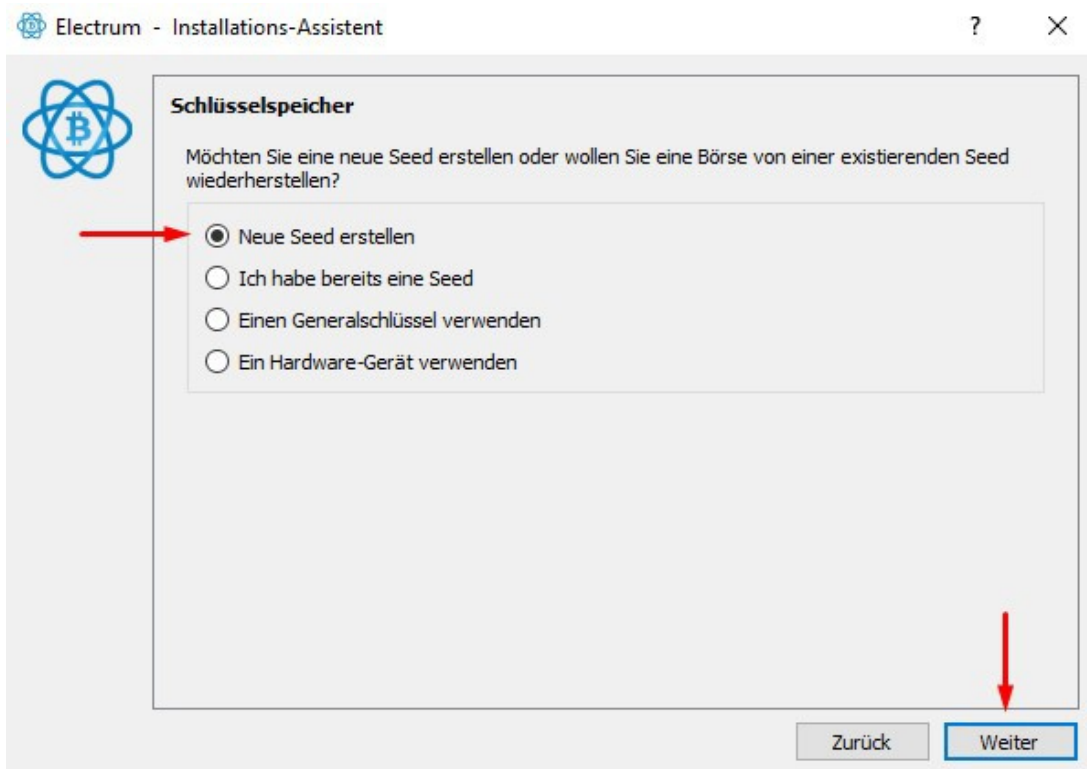 Electrum - Installations-Assistent
?
Schlüsselspeicher
Möchten Sie eine neue Seed erstellen oder wollen Sie eine Börse von einer existierenden Seed
wiederherstellen?
Neue Seed erstellen
Ich habe bereits eine Seed
Einen Generalschlüssel verwenden
Ein Hardware-Gerät verwenden
Zurück
Weiter